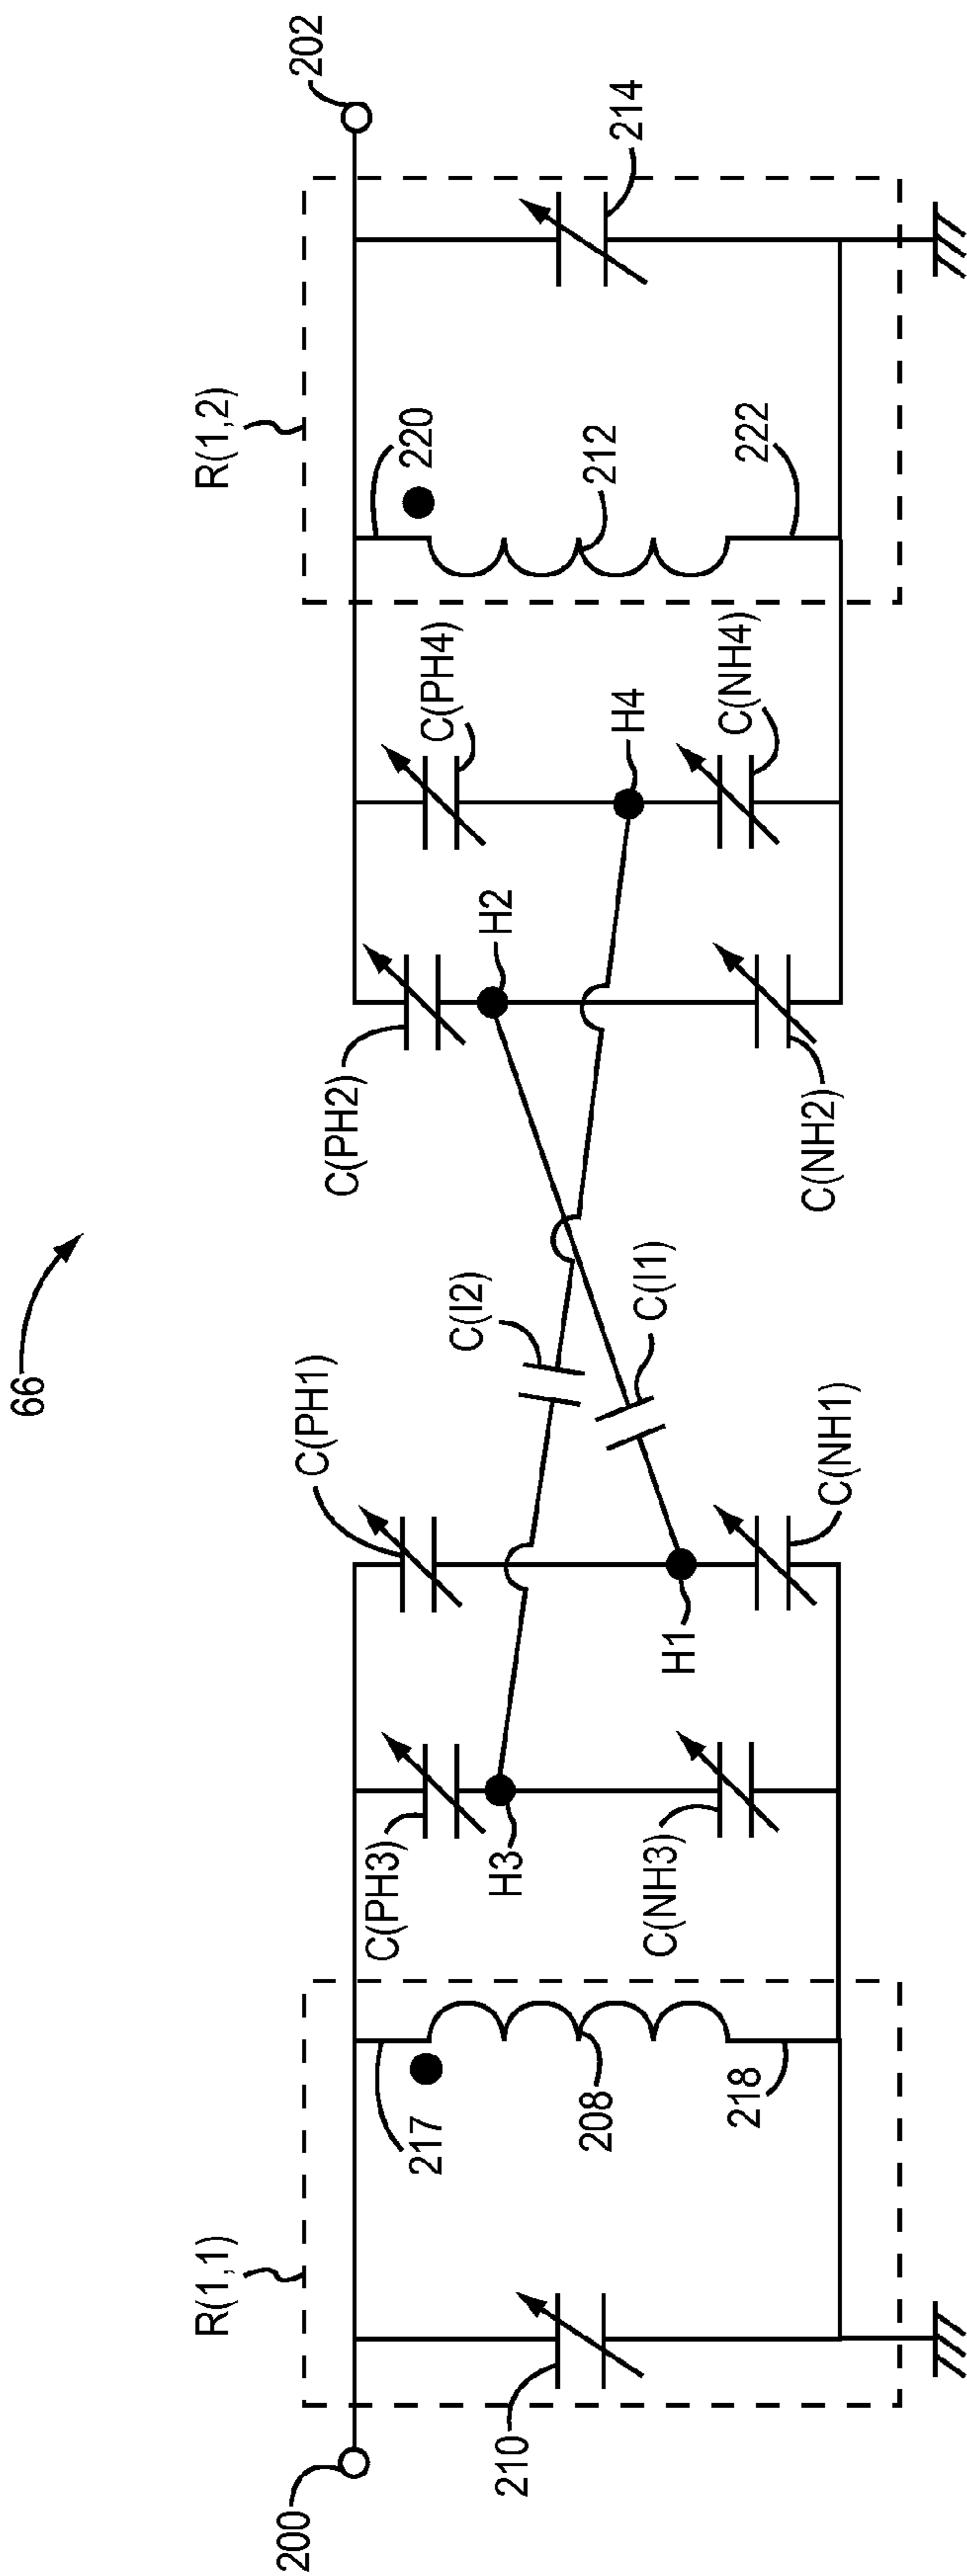 66
R(1,1)
R(1,2)
200
202
C(PH1)
C(PH2)
C(PH3)
C(PH4)
217
220
C(I2)
H2
H3
210
208
212
214
C(I1)
H4
H1
C(NH3)
C(NH4)
218
222
C(NH1)
C(NH2)